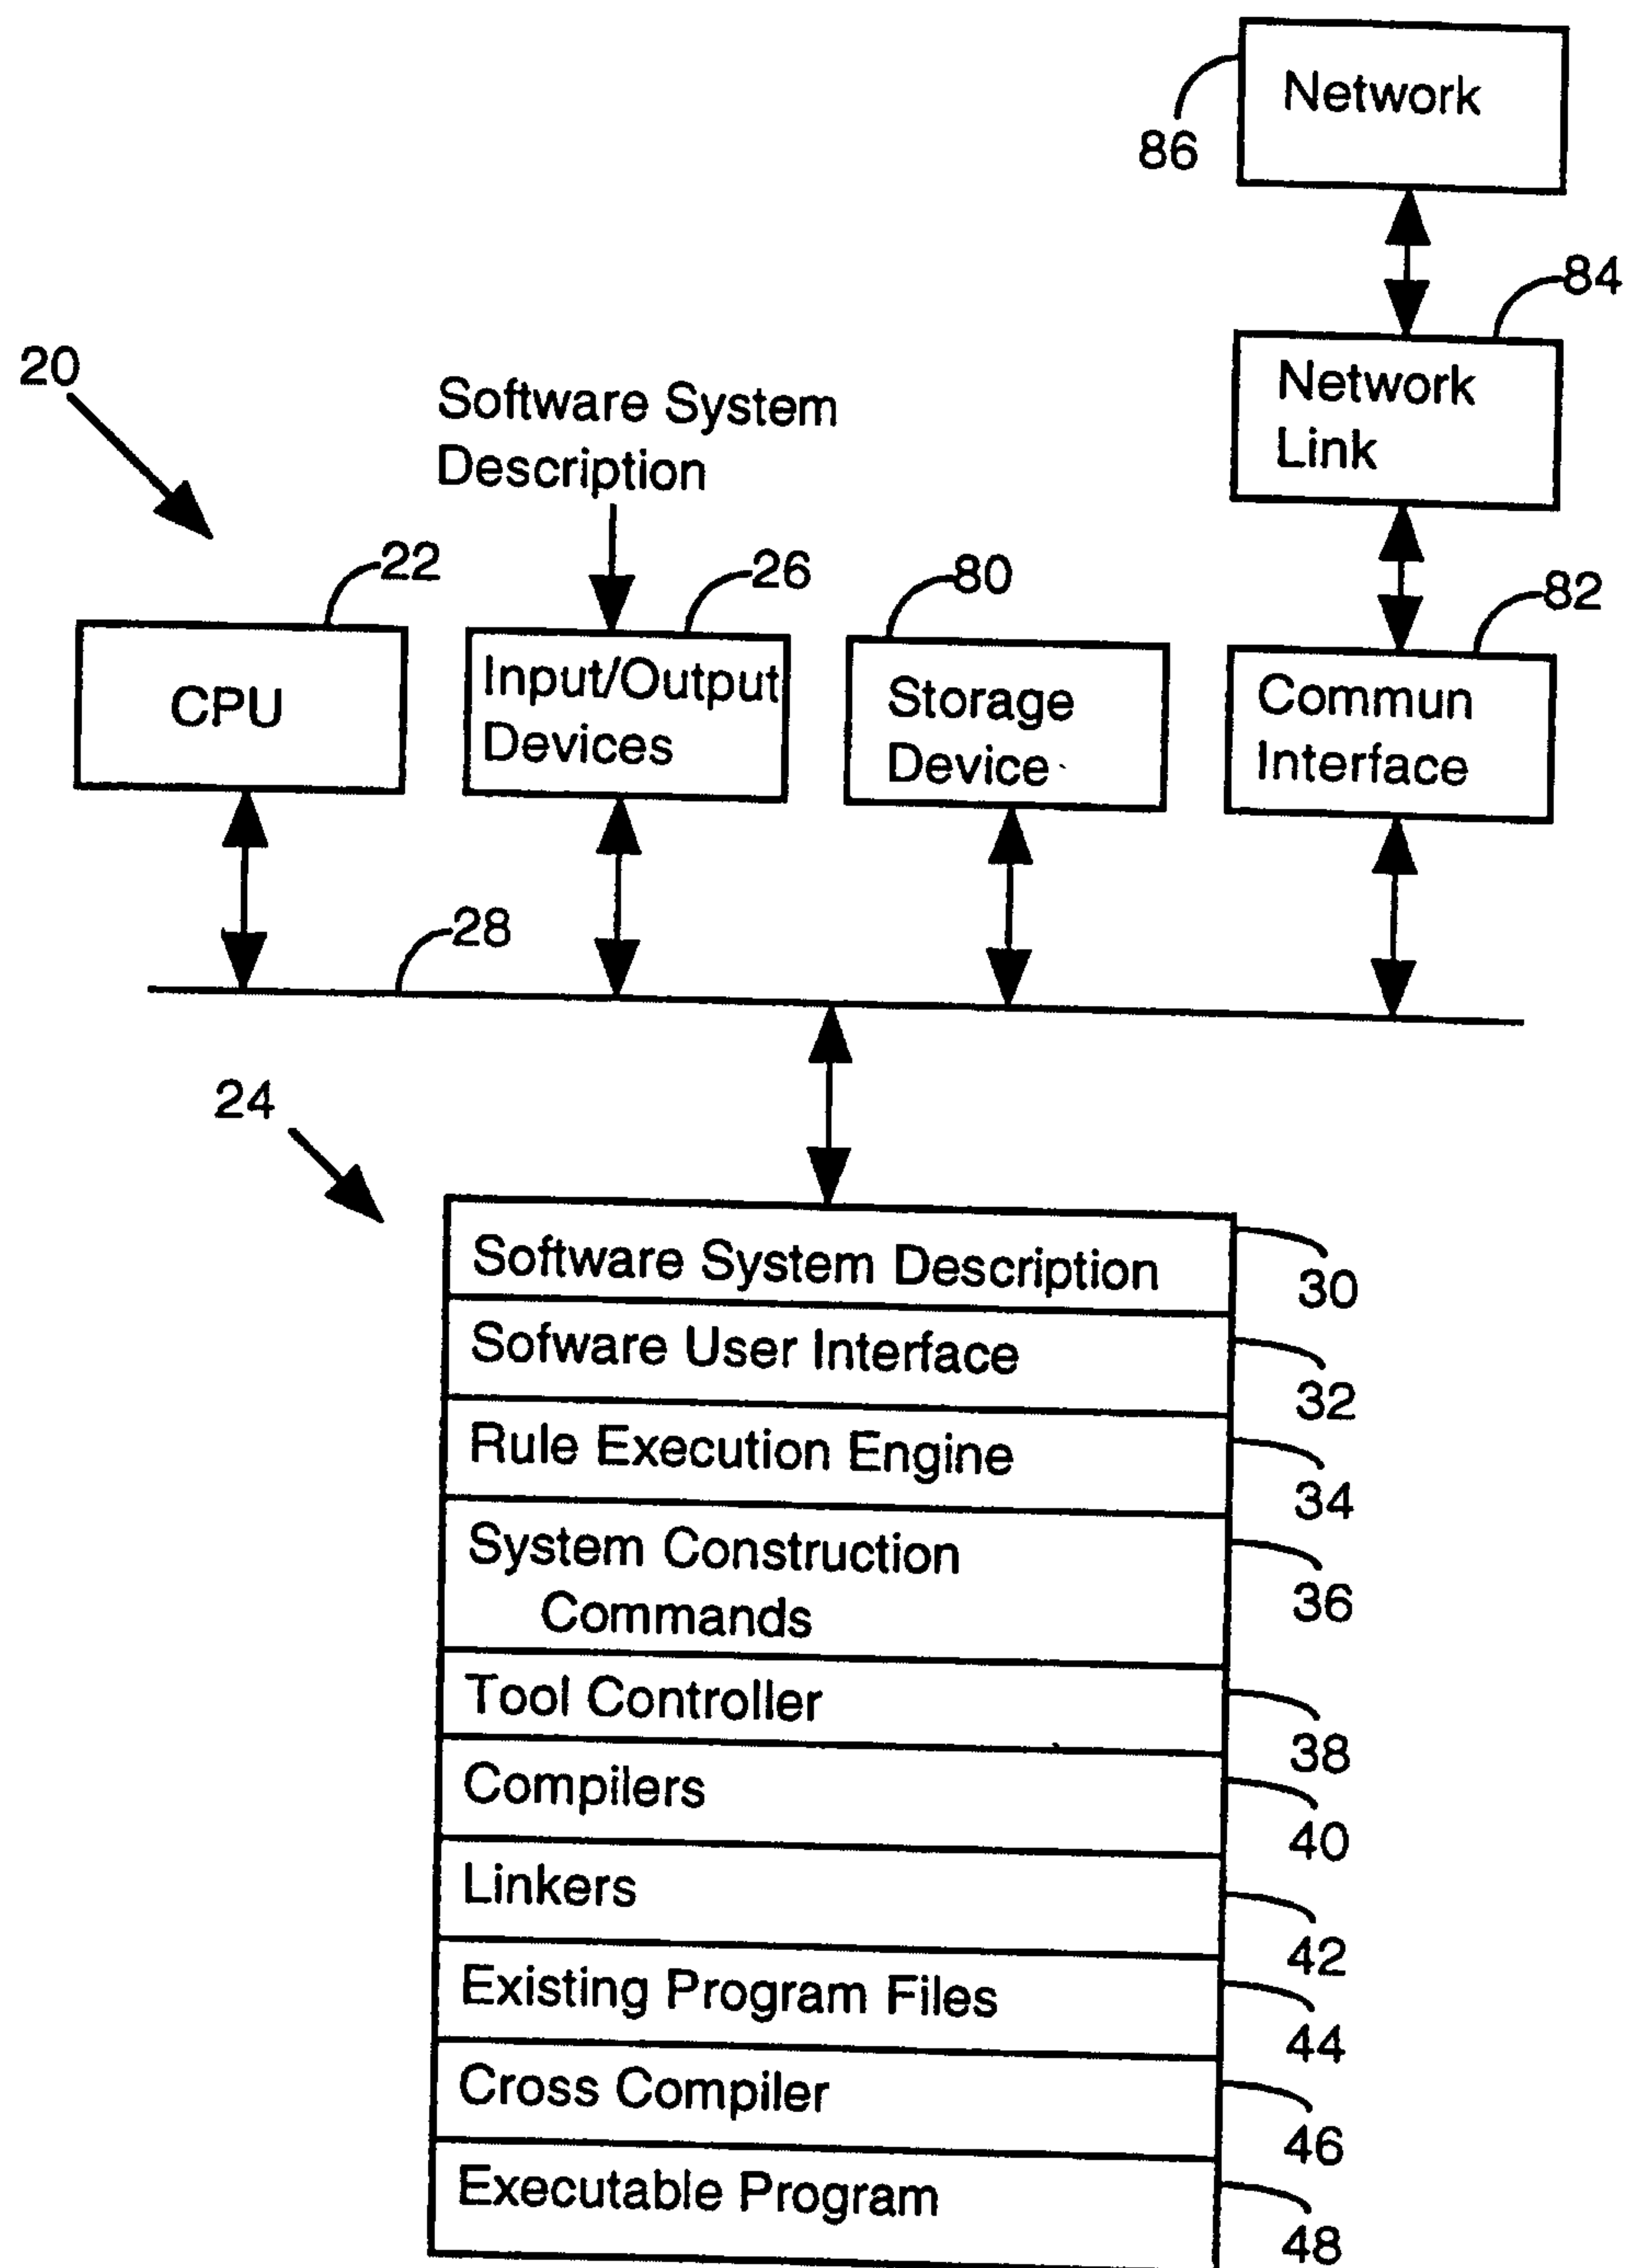 Network
86
84
Network
Link
20
Software System
Description
22
26
80
82
CPU
Input/Output
Devices
Storage
Device
Commun
Interface
28
24
Software System Description
30
Sofware User Interface
32
Rule Execution Engine
34
System Construction
Commands
36
Tool Controller
38
Compilers
40
Linkers
42
Existing Program Files
44
Cross Compiler
46
Executable Program
48